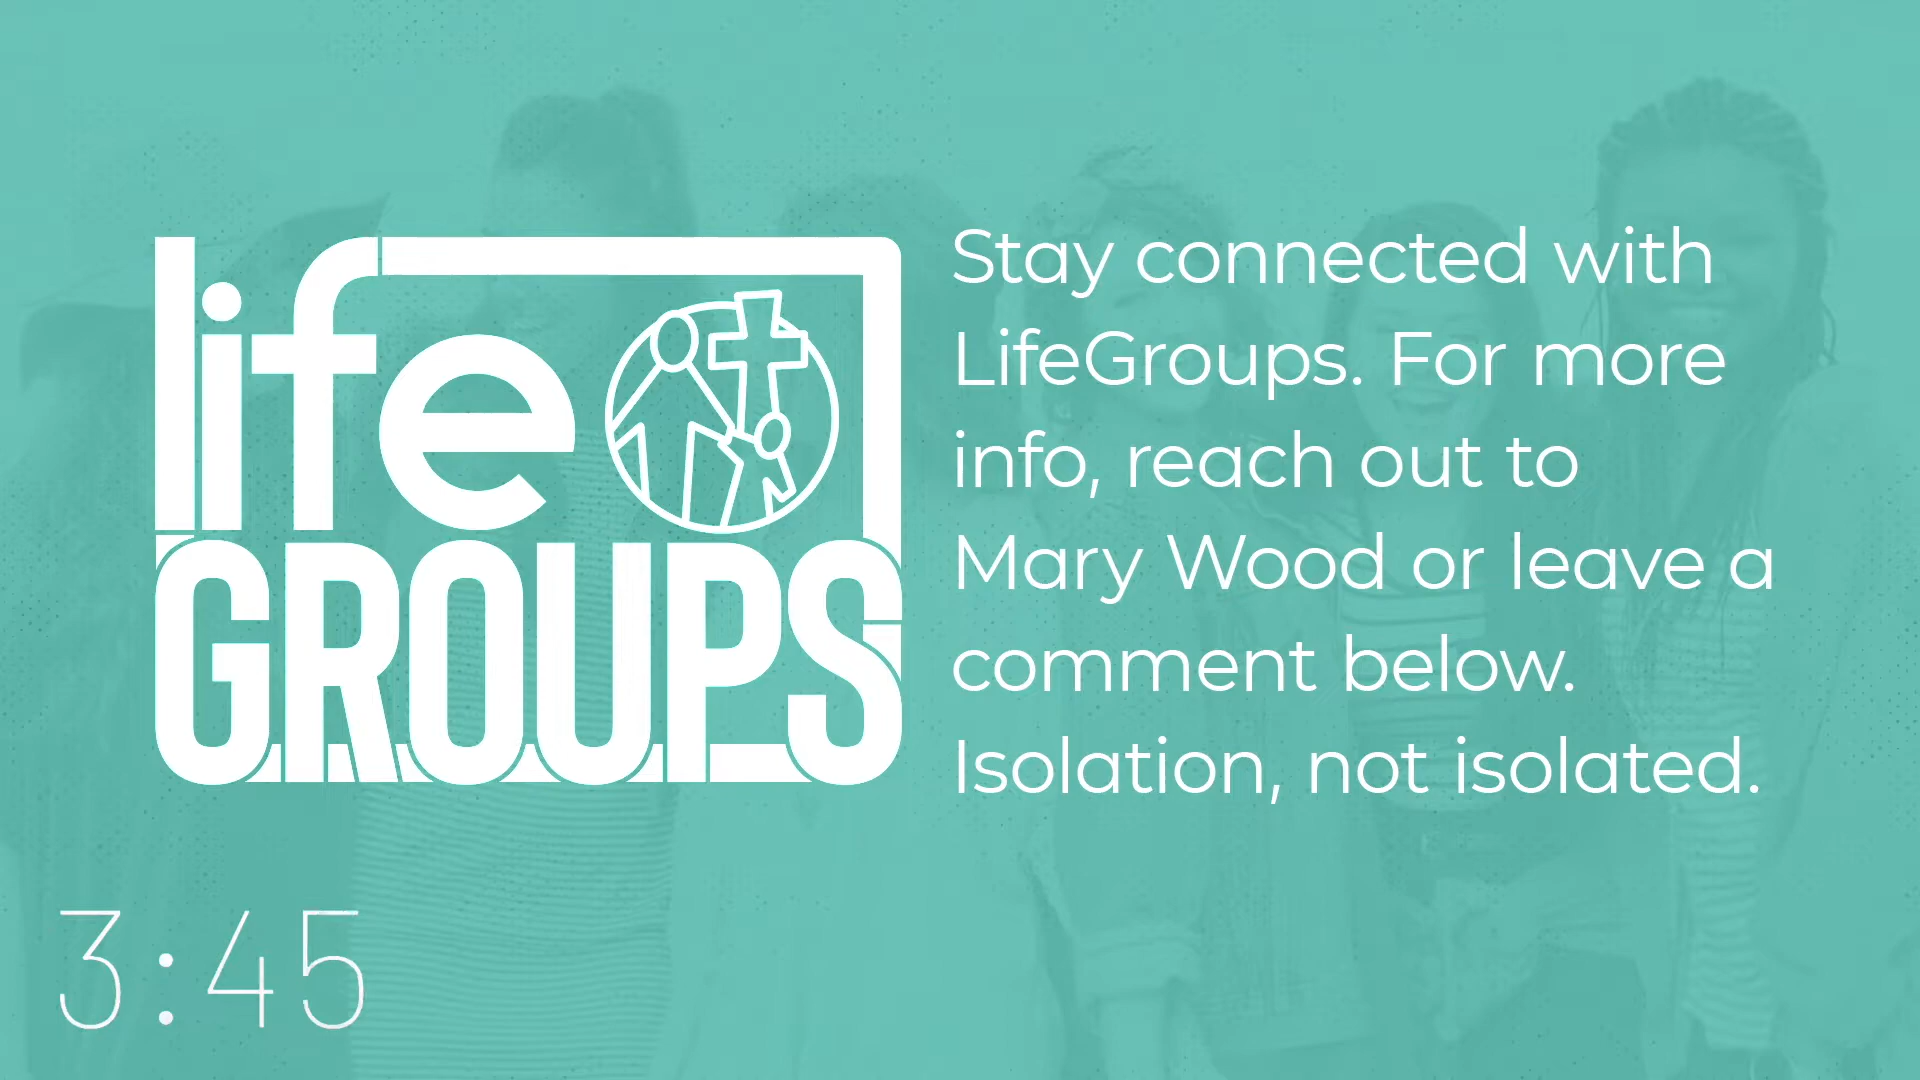 life
GROUPS
Stay connected with
LifeGroups. For more
info, reach out to
Mary Wood or leave a
comment below.
Isolation, not isolated.
3:45